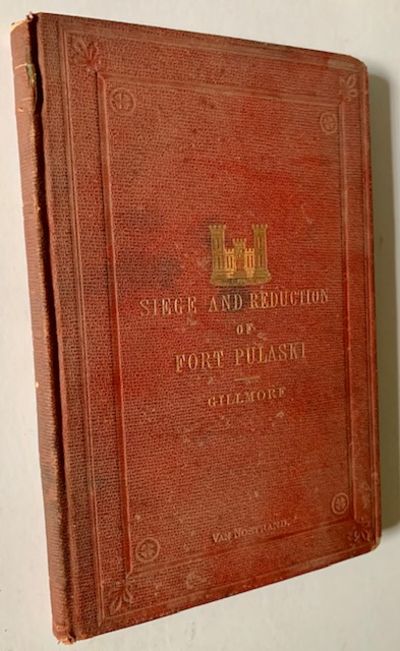 SIEGE AND REDUCTION
OF
FORT PULASKI
GILLMORE
VAN NOSTRAND.